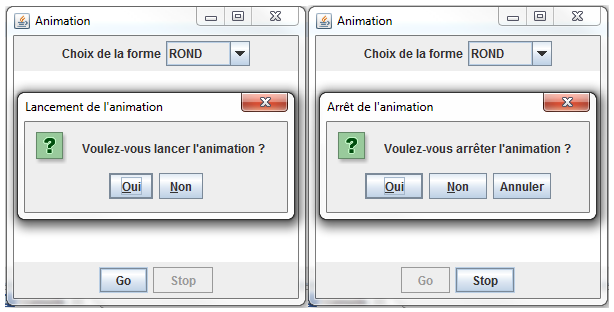 Animation
Choix de la forme ROND
Lancement de l'animation
? Voulez-vous lancer l'animation ?
Oui Non
Go Stop
Animation
Choix de la forme ROND
Arrêt de l'animation
? Voulez-vous arrêter l'animation ?
Oui Non Annuler
Go Stop